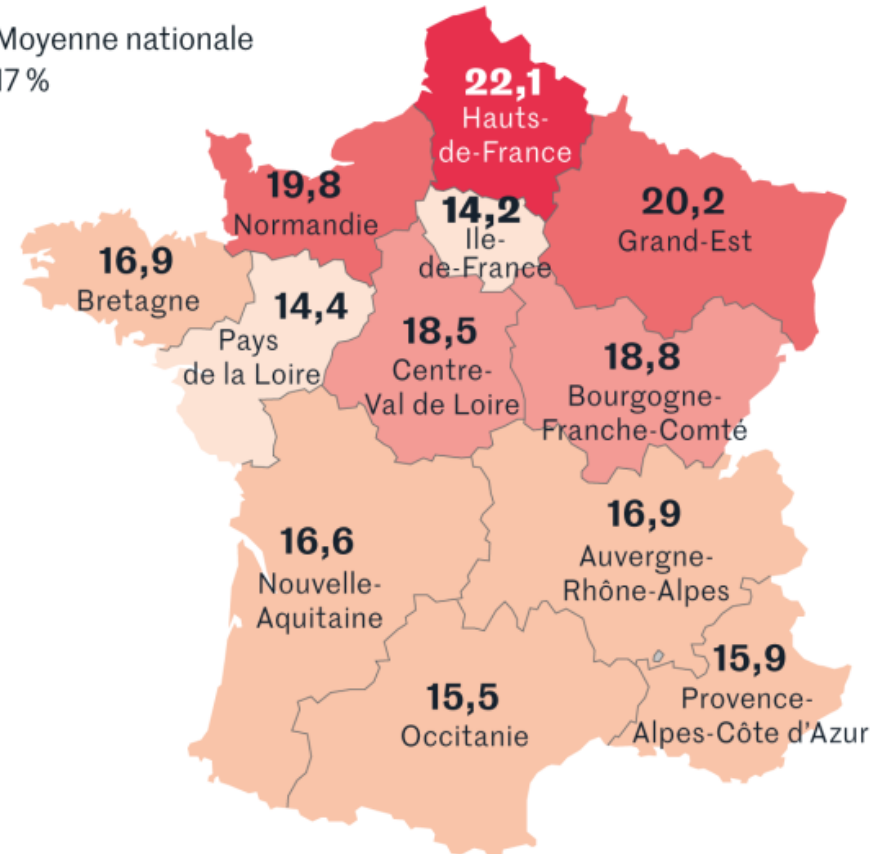 Moyenne nationale
17 %
22,1
Hauts-
de-France
19,8
Normandie
14,2
Ile-
de-France
20,2
Grand-Est
16,9
Bretagne
14,4
Pays
de la Loire
18,5
Centre-
Val de Loire
18,8
Bourgogne-
Franche-Comté
16,6
Nouvelle-
Aquitaine
16,9
Auvergne-
Rhône-Alpes
15,5
Occitanie
15,9
Provence-
Alpes-Côte d'Azur